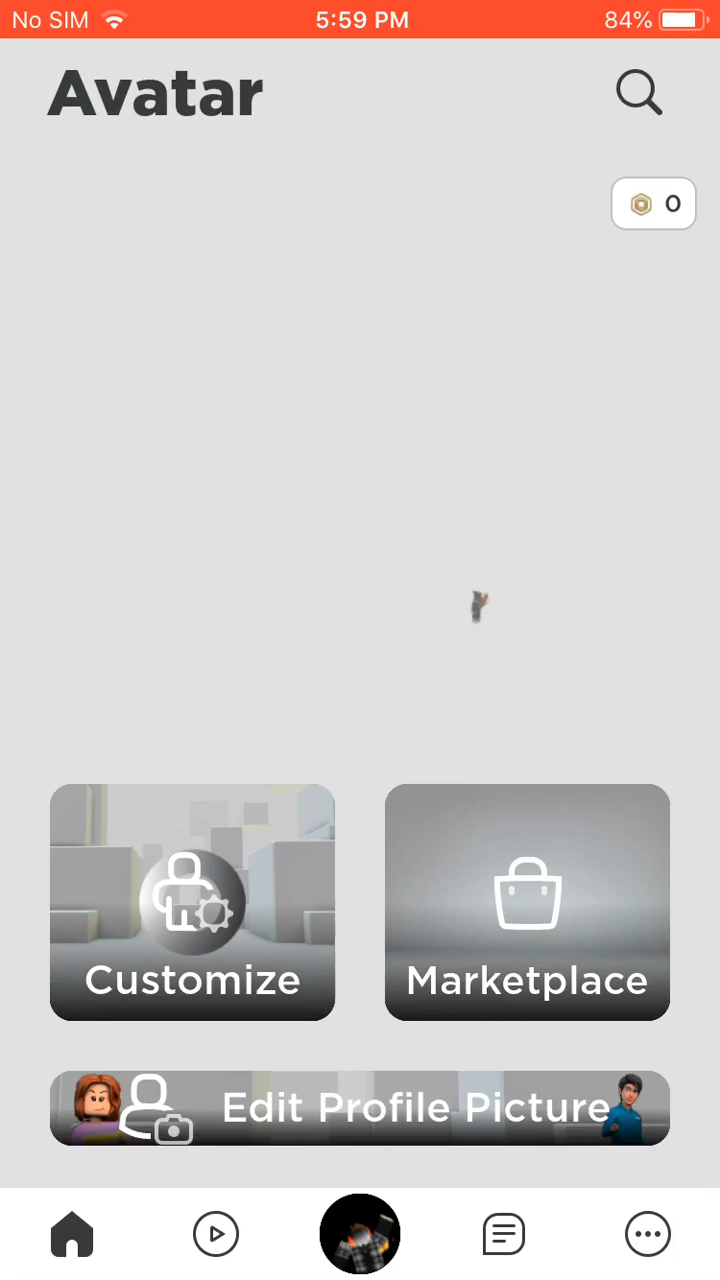 No SIM 5:59 PM 84%
Avatar
0
Customize Marketplace
Edit Profile Picture